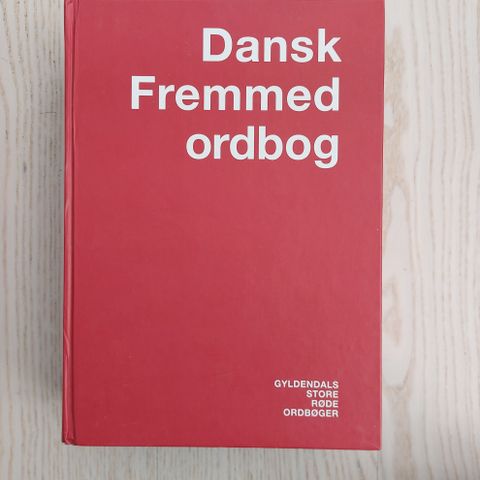 Dansk
Fremmed
ordbog
GYLDENDALS
STORE
RØDE
ORDBØGER